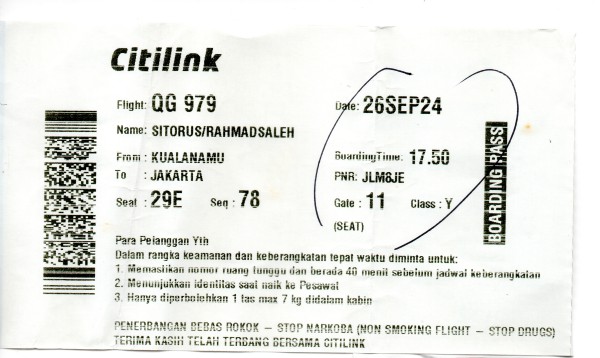 Citilink
Flight: QG 979 Date: 26SEP24
Name: SITORUS/RAHMADSALEH
From : KUALANAMU Boarding Time: 17.50
To : JAKARTA PNR: JLM8JE
Seat : 29E Seq : 78 Gate : 11 Class : Y
(SEAT)
BOARDING PASS
Para Pelanggan Yth
Dalam rangka keamanan dan keberangkatan tepat waktu diminta untuk:
1. Memastikan nomor ruang tunggu dan berada 40 menit sebelum jadwal keberangkatan
2. Menunjukkan identitas saat naik ke Pesawat
3. Hanya diperbolehkan 1 tas max 7 kg didalam kabin
PENERBANGAN BEBAS ROKOK – STOP NARKOBA (NON SMOKING FLIGHT – STOP DRUGS)
TERIMA KASIH TELAH TERBANG BERSAMA CITILINK